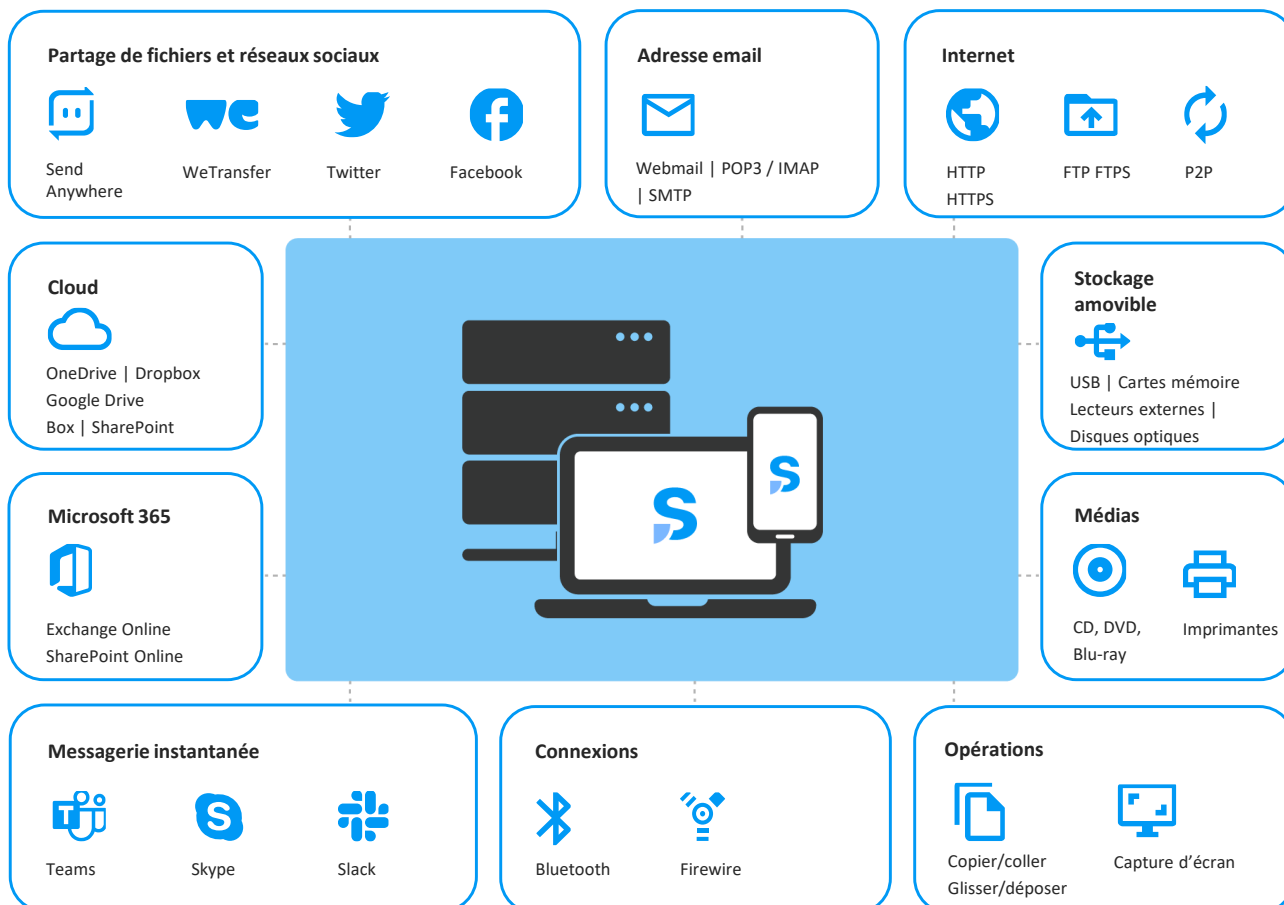 Partage de fichiers et réseaux sociaux
Send
Anywhere
WeTransfer
Twitter
Facebook
Adresse email
Webmail | POP3 / IMAP
| SMTP
Internet
HTTP
HTTPS
FTP FTPS
P2P
Cloud
OneDrive | Dropbox
Google Drive
Box | SharePoint
Stockage
amovible
USB | Cartes mémoire
Lecteurs externes |
Disques optiques
Microsoft 365
Exchange Online
SharePoint Online
Médias
CD, DVD,
Blu-ray
Imprimantes
Messagerie instantanée
Teams
Skype
Slack
Connexions
Bluetooth
Firewire
Opérations
Copier/coller
Glisser/déposer
Capture d’écran